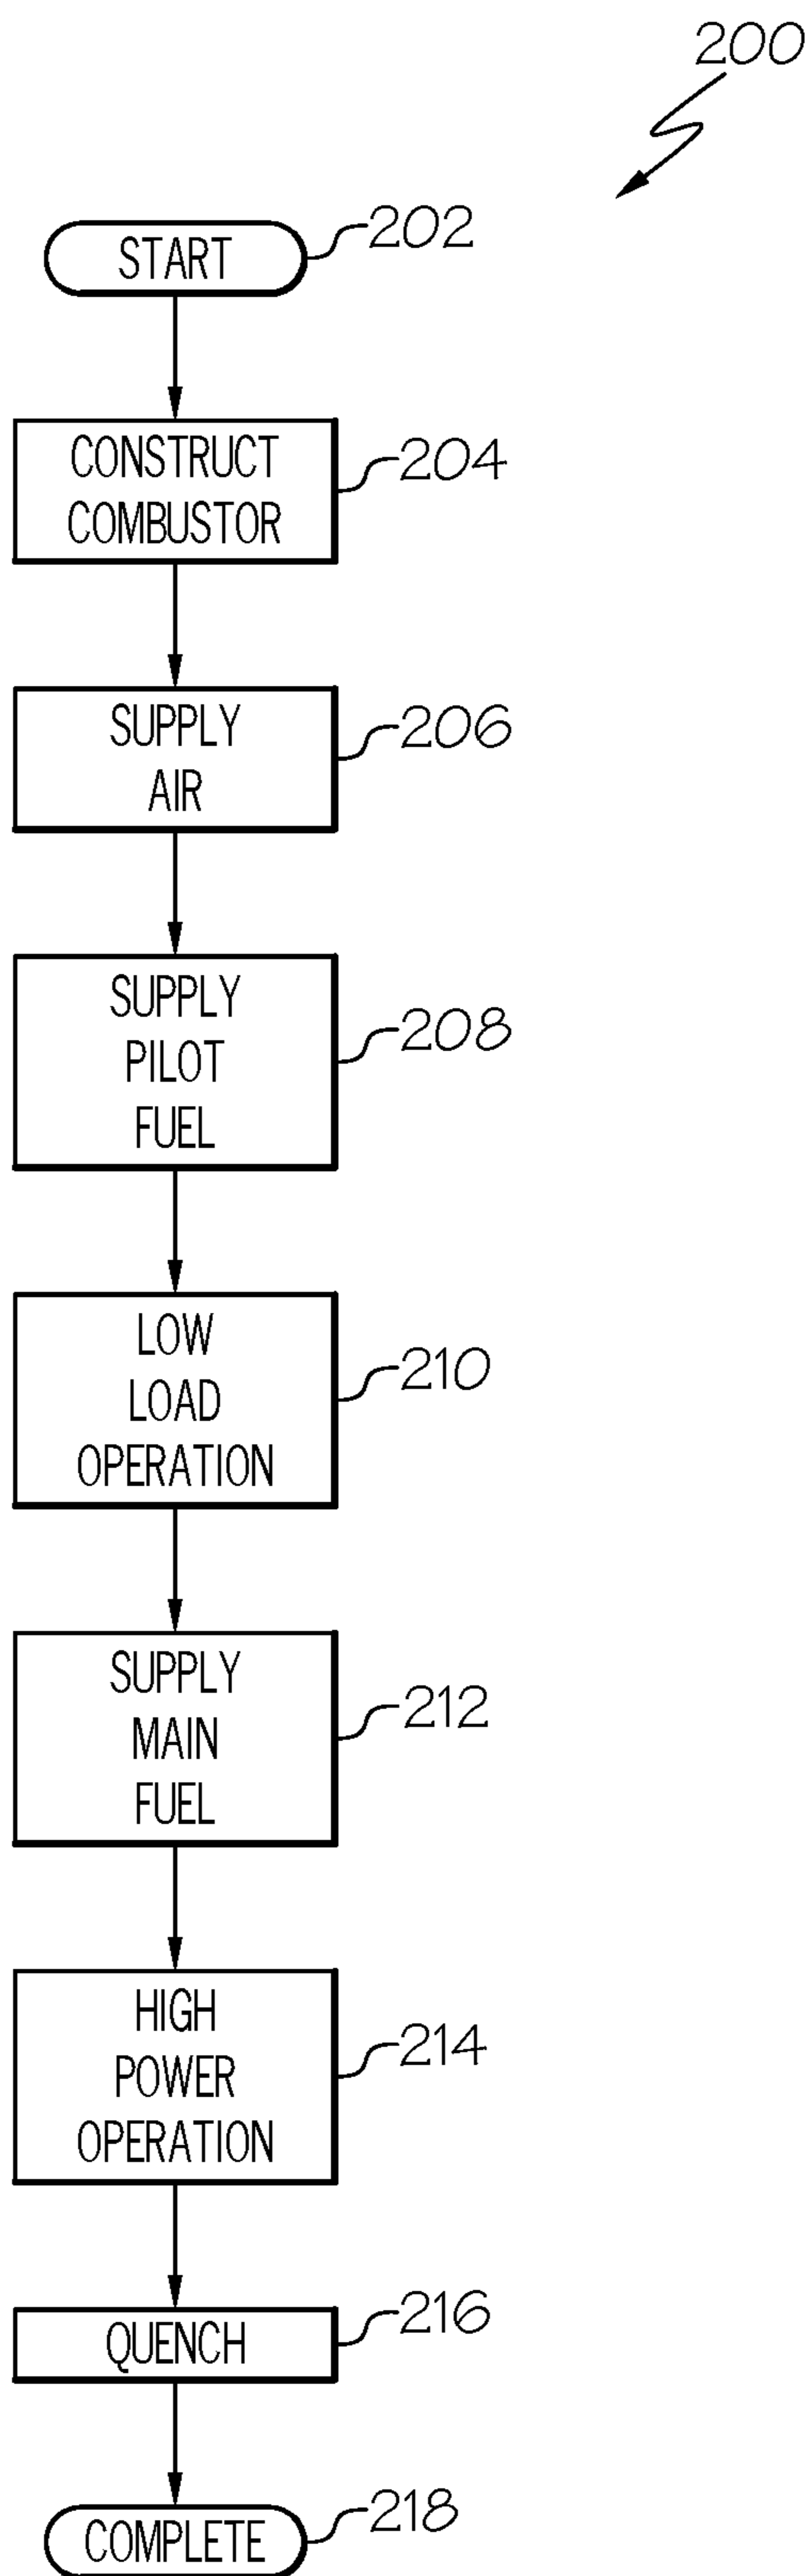 200
START
202
CONSTRUCT
COMBUSTOR
204
SUPPLY
AIR
206
SUPPLY
PILOT
FUEL
208
LOW
LOAD
OPERATION
210
SUPPLY
MAIN
FUEL
212
HIGH
POWER
OPERATION
214
QUENCH
216
COMPLETE
218